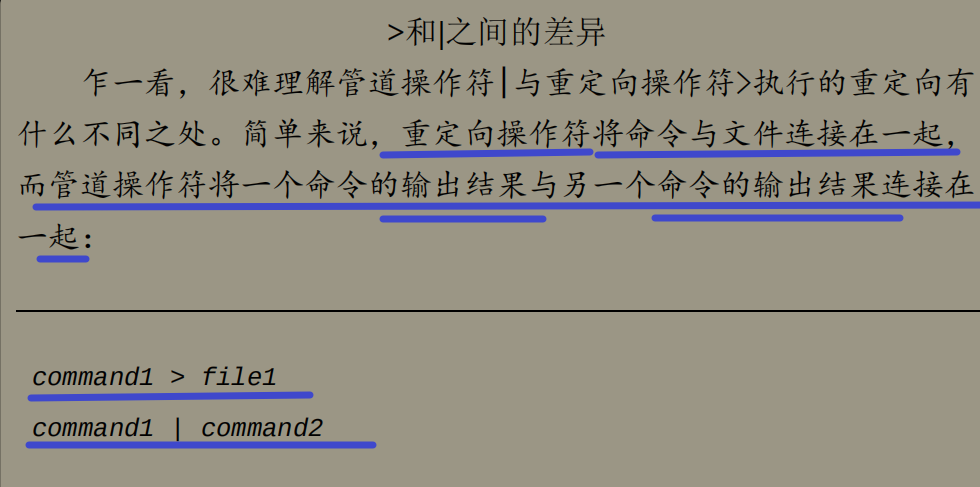 >和|之间的差异
乍一看，很难理解管道操作符|与重定向操作符>执行的重定向有
什么不同之处。简单来说，重定向操作符将命令与文件连接在一起，
而管道操作符将一个命令的输出结果与另一个命令的输出结果连接在
一起：
command1 > file1
command1 | command2